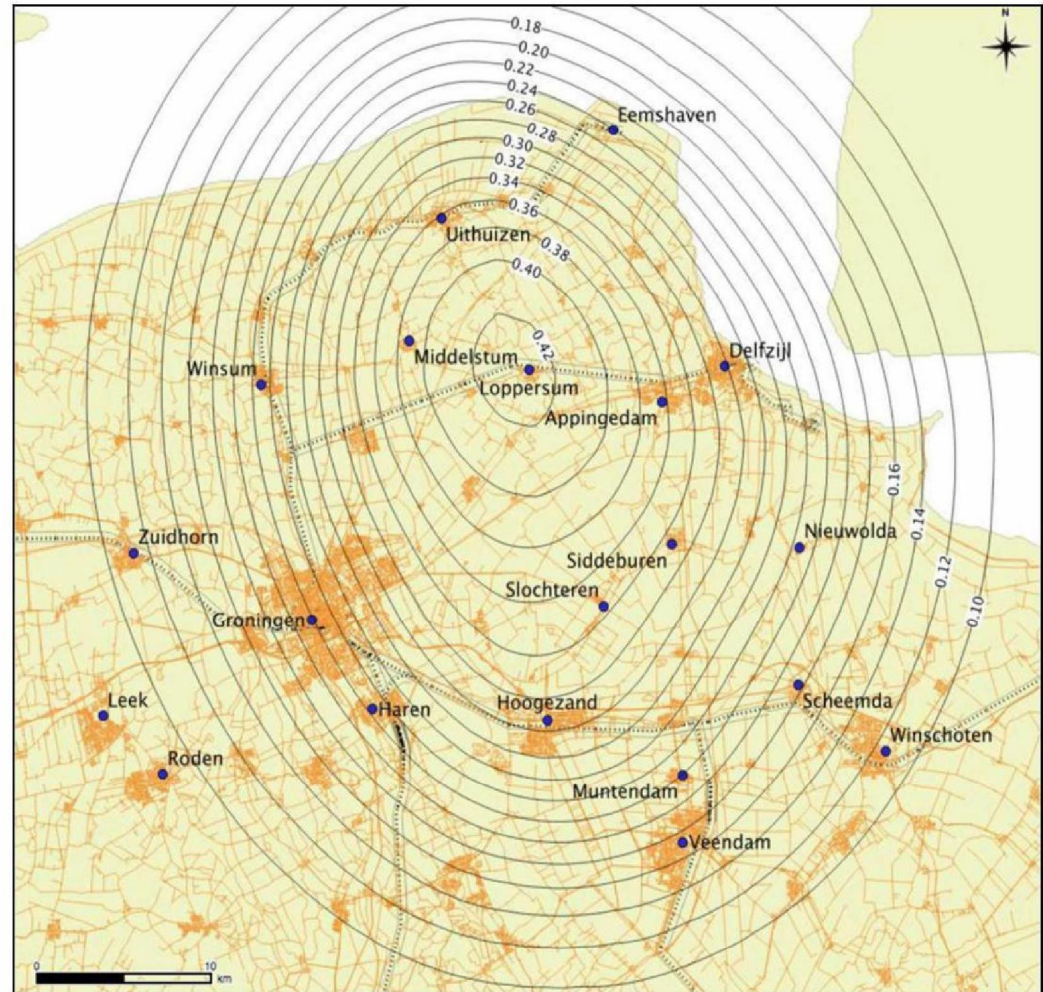 N
0.18
0.20
0.22
0.24
0.26
Eemshaven
0.28
0.30
0.32
0.34
0.36
Uithuizen
0.38
0.40
0.42
Middelstum
Delfzijl
Winsum
Loppersum
Appingedam
0.16
0.14
Zuidhorn
Nieuwolda
Siddeburen
0.12
Slochteren
0.10
Groningen
Leek
Hoogezand
Scheemda
Haren
Winschoten
Roden
Muntendam
Veendam
0 10
km